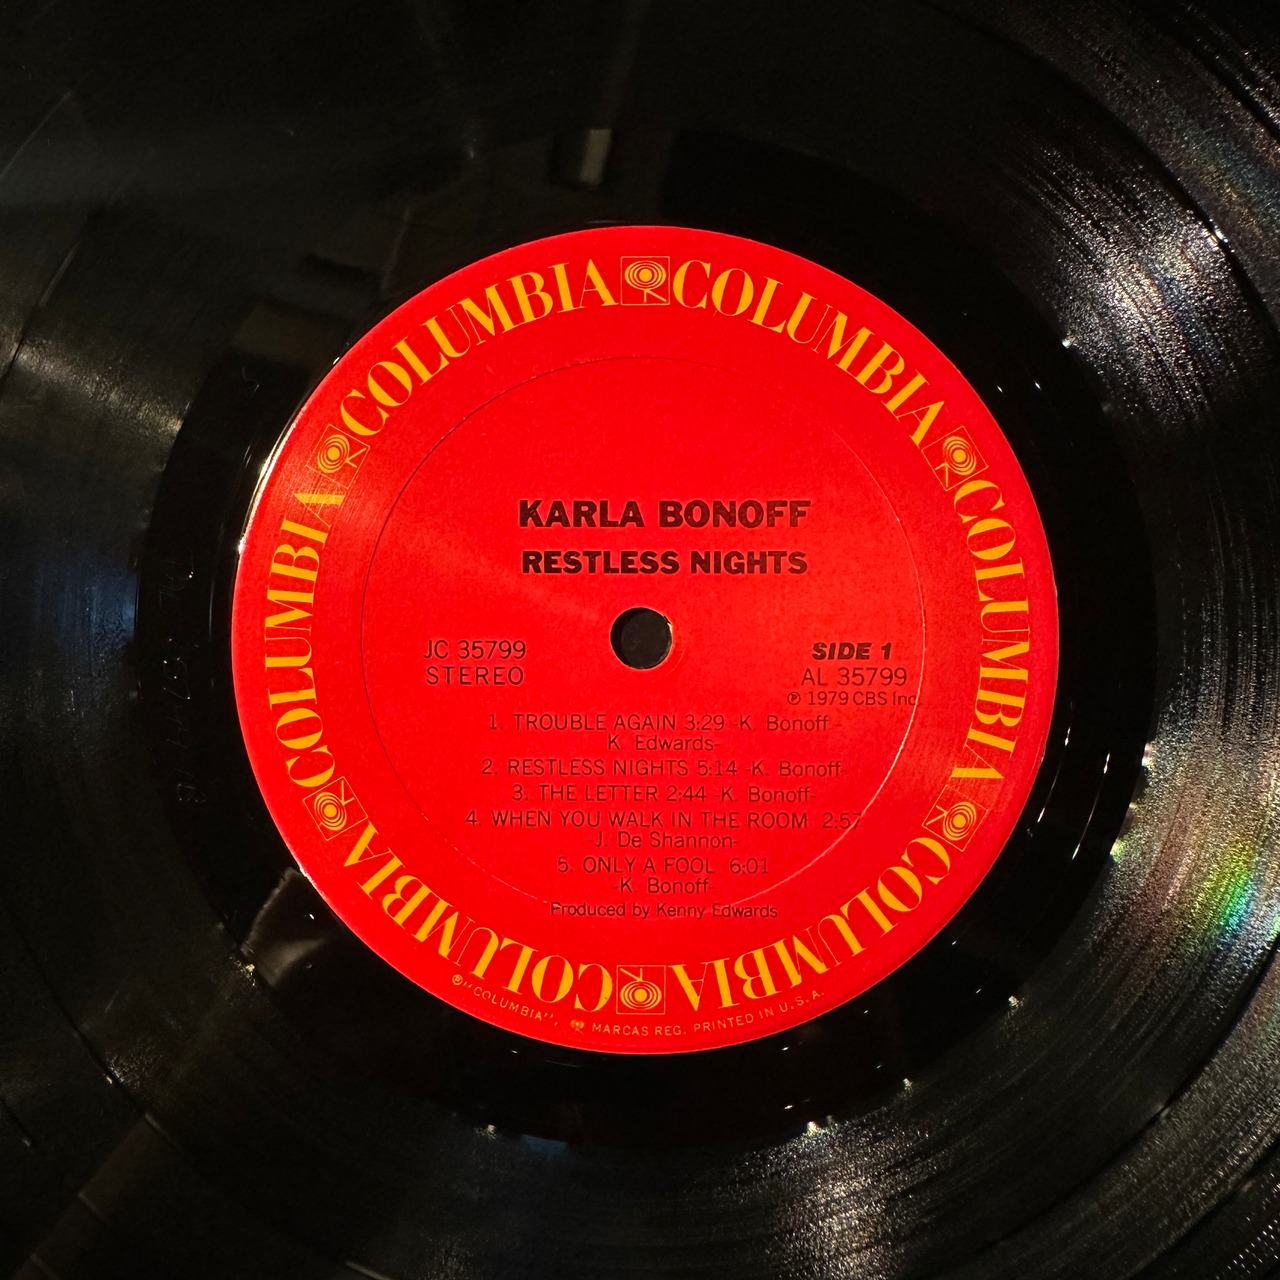 COLUMBIA COLUMBIA COLUMBIA COLUMBIA COLUMBIA COLUMBIA
KARLA BONOFF
RESTLESS NIGHTS
JC 35799
STEREO
SIDE 1
AL 35799
℗ 1979 CBS Inc.
1. TROUBLE AGAIN 3:29 -K. Bonoff-
K. Edwards-
2. RESTLESS NIGHTS 5:14 -K. Bonoff-
3. THE LETTER 2:44 -K. Bonoff-
4. WHEN YOU WALK IN THE ROOM 2:57
-J. De Shannon-
5. ONLY A FOOL 6:01
-K. Bonoff-
Produced by Kenny Edwards
®"COLUMBIA", MARCAS REG. PRINTED IN U.S.A.